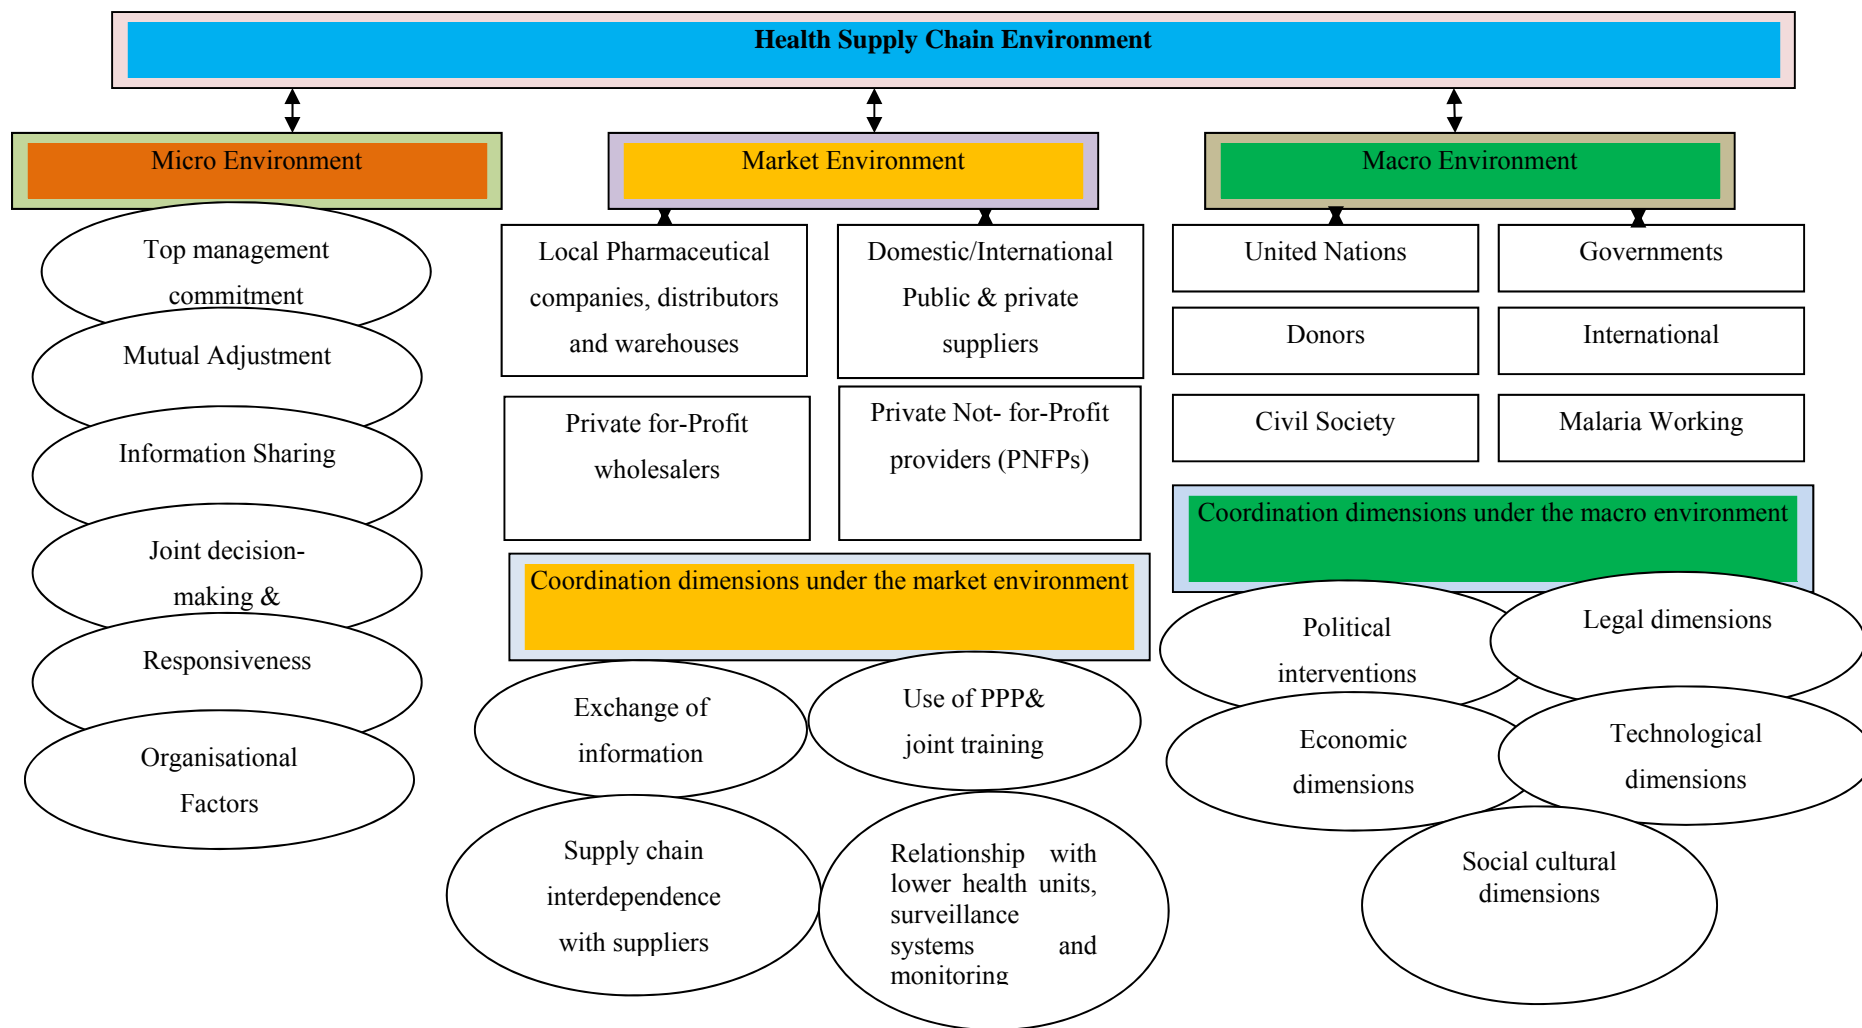 Health Supply Chain Environment
Micro Environment
Market Environment
Macro Environment
Top management
commitment
Mutual Adjustment
Information Sharing
Joint decision-
making &
Responsiveness
Organisational
Factors
Local Pharmaceutical
companies, distributors
and warehouses
Domestic/International
Public & private
suppliers
Private for-Profit
wholesalers
Private Not- for-Profit
providers (PNFPs)
Coordination dimensions under the market environment
Exchange of
information
Use of PPP&
joint training
Supply chain
interdependence
with suppliers
Relationship with
lower health units,
surveillance
systems and
monitoring
United Nations
Governments
Donors
International
Civil Society
Malaria Working
Coordination dimensions under the macro environment
Political
interventions
Legal dimensions
Economic
dimensions
Technological
dimensions
Social cultural
dimensions